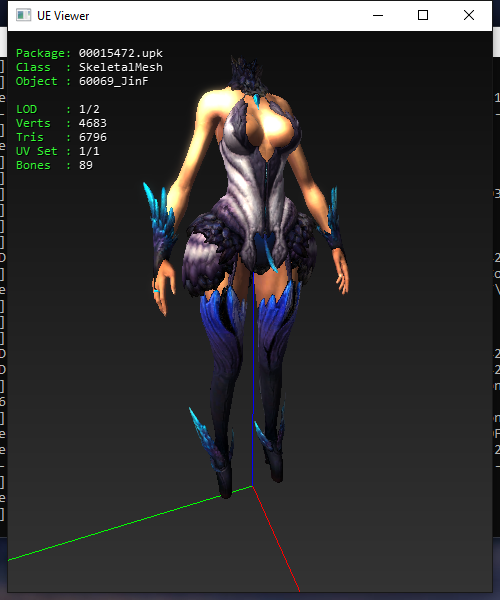 UE Viewer
Package: 00015472.upk
Class : SkeletalMesh
Object : 60069_JinF
LOD : 1/2
Verts : 4683
Tris : 6796
UV Set : 1/1
Bones : 89